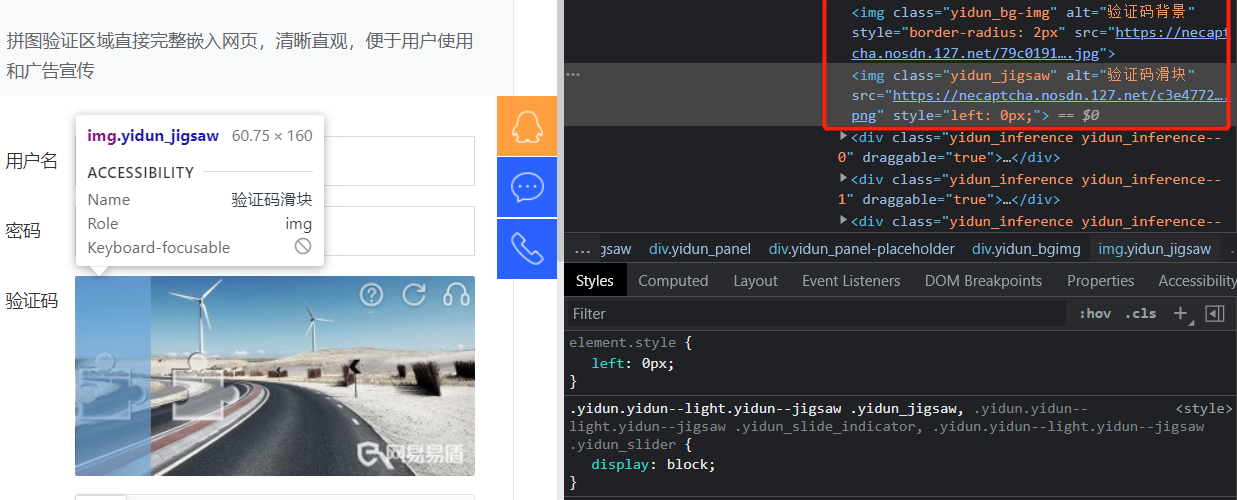 拼图验证区域直接完整嵌入网页，清晰直观，便于用户使用
和广告宣传
img.yidun_jigsaw 60.75 × 160
ACCESSIBILITY
Name 验证码滑块
Role img
Keyboard-focusable
用户名
密码
验证码
网易易盾
<img class="yidun_bg-img" alt="验证码背景"
style="border-radius: 2px" src="https://necapt
cha.nosdn.127.net/79c0191….jpg">
<img class="yidun_jigsaw" alt="验证码滑块"
src="https://necaptcha.nosdn.127.net/c3e4772….
png" style="left: 0px;"> == $0
<div class="yidun_inference yidun_inference--
0" draggable="true">…</div>
<div class="yidun_inference yidun_inference--
1" draggable="true">…</div>
<div class="yidun_inference yidun_inference--
… igsaw div.yidun_panel div.yidun_panel-placeholder div.yidun_bgimg img.yidun_jigsaw
Styles Computed Layout Event Listeners DOM Breakpoints Properties Accessibility
Filter :hov .cls +
element.style {
left: 0px;
}
.yidun.yidun--light.yidun--jigsaw .yidun_jigsaw, .yidun.yidun-- <style>
light.yidun--jigsaw .yidun_slide_indicator, .yidun.yidun--light.yidun--jigsaw
.yidun_slider {
display: block;
}